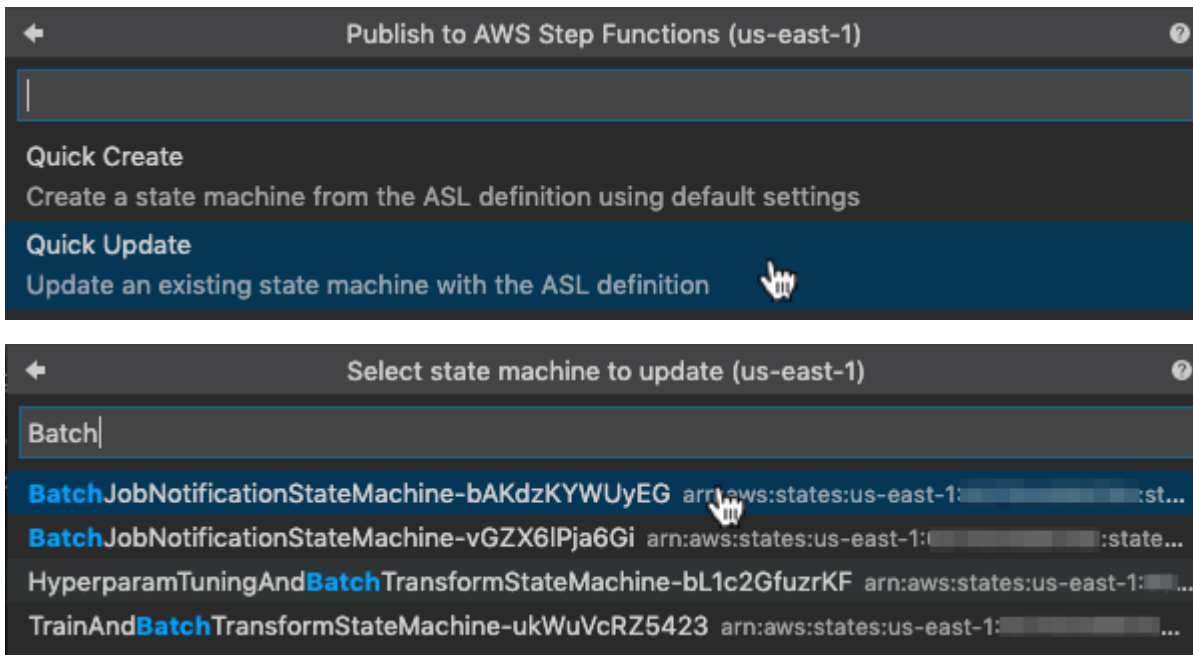 Publish to AWS Step Functions (us-east-1)
Quick Create
Create a state machine from the ASL definition using default settings
Quick Update
Update an existing state machine with the ASL definition
Select state machine to update (us-east-1)
Batch
BatchJobNotificationStateMachine-bAKdzKYWUyEG arn:aws:states:us-east-1: :st...
BatchJobNotificationStateMachine-vGZX6lPja6Gi arn:aws:states:us-east-1: :state...
HyperparamTuningAndBatchTransformStateMachine-bL1c2GfuzrKF arn:aws:states:us-east-1: ...
TrainAndBatchTransformStateMachine-ukWuVcRZ5423 arn:aws:states:us-east-1: ...